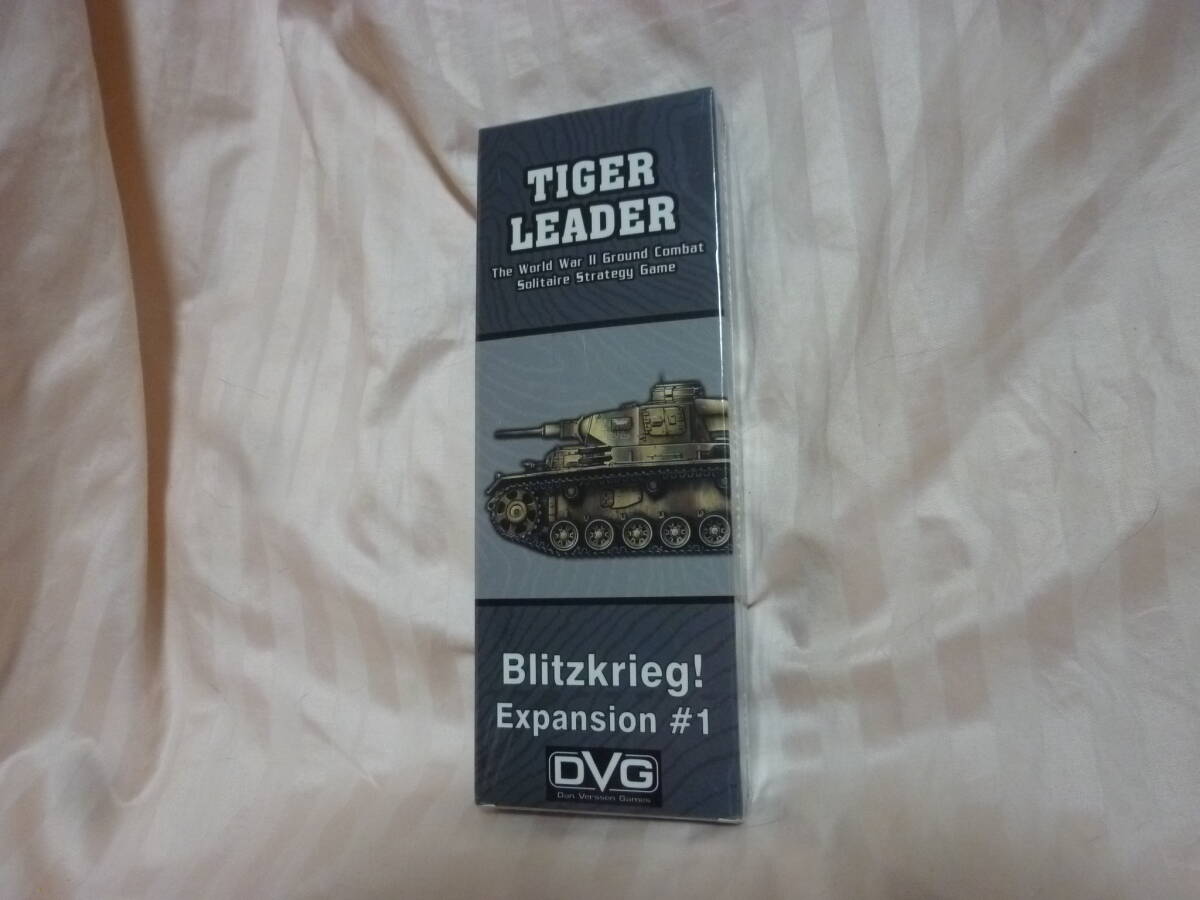 TIGER
LEADER
The World War II Ground Combat
Solitaire Strategy Game
Blitzkrieg!
Expansion #1
DVG
Dan Verssen Games